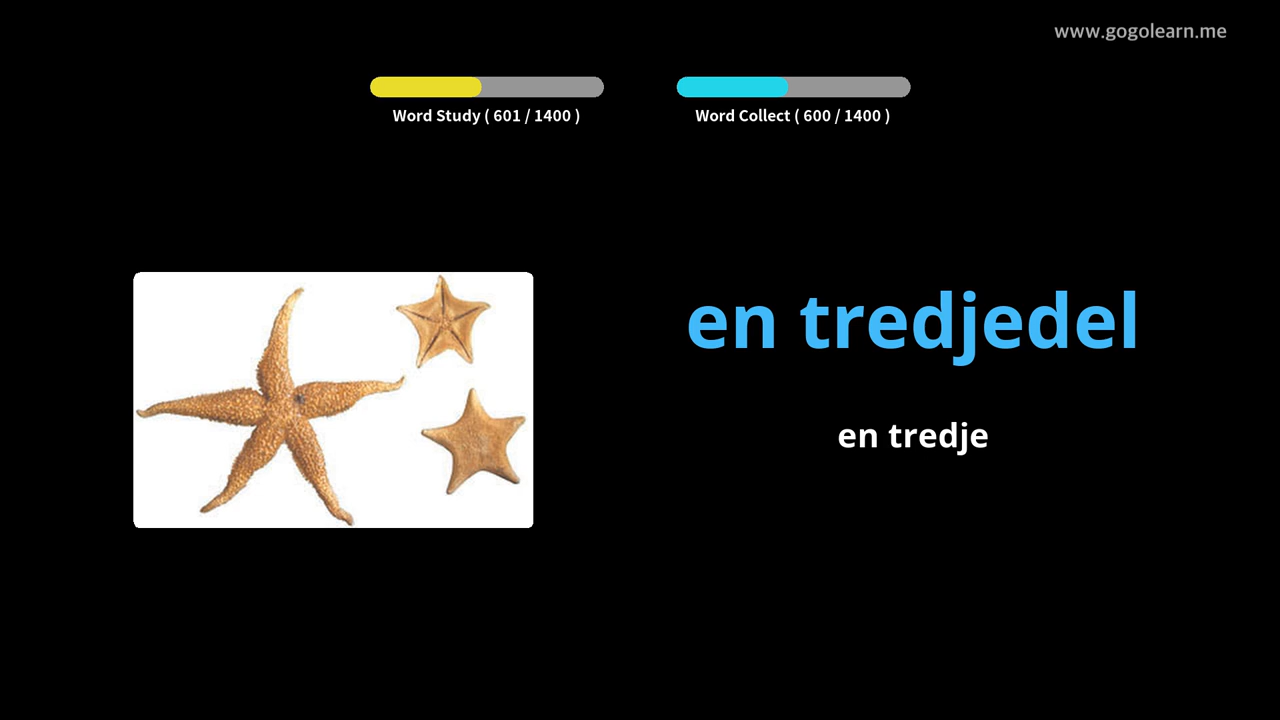 www.gogolearn.me
Word Study ( 601 / 1400 )
Word Collect ( 600 / 1400 )
en tredjedel
en tredje